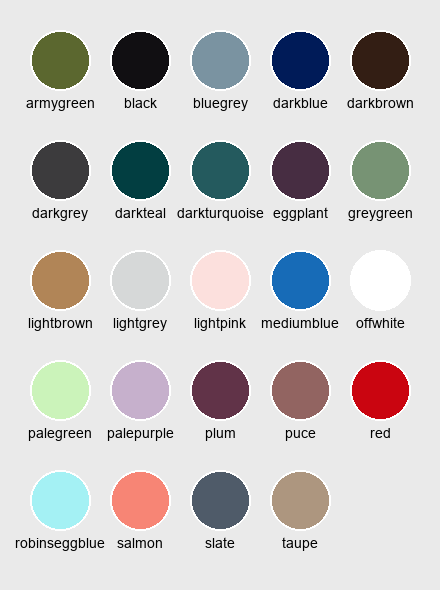 armygreen black bluegrey darkblue darkbrown
darkgrey darkteal darkturquoise eggplant greygreen
lightbrown lightgrey lightpink mediumblue offwhite
palegreen palepurple plum puce red
robinseggblue salmon slate taupe